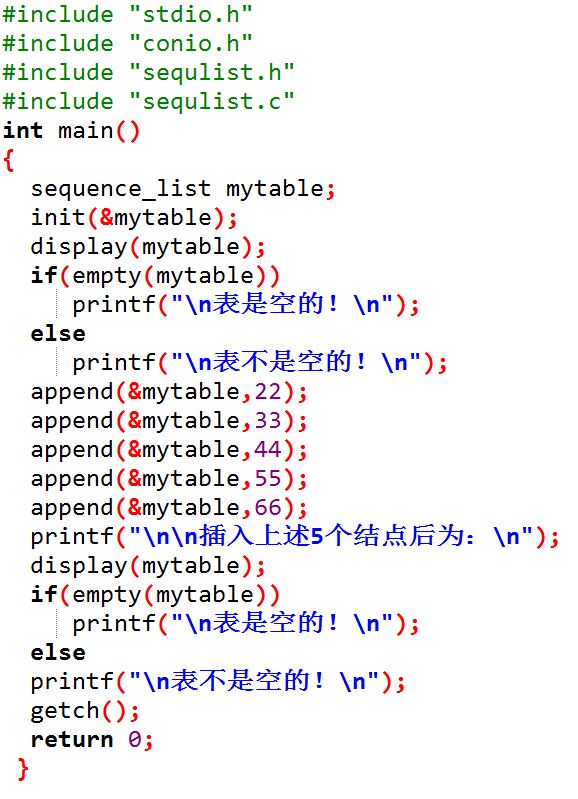 #include "stdio.h"
#include "conio.h"
#include "sequlist.h"
#include "sequlist.c"
int main()
{
  sequence_list mytable;
  init(&mytable);
  display(mytable);
  if(empty(mytable))
     printf("\n表是空的！\n");
  else
     printf("\n表不是空的！\n");
  append(&mytable,22);
  append(&mytable,33);
  append(&mytable,44);
  append(&mytable,55);
  append(&mytable,66);
  printf("\n\n插入上述5个结点后为：\n");
  display(mytable);
  if(empty(mytable))
     printf("\n表是空的！\n");
  else
  printf("\n表不是空的！\n");
  getch();
  return 0;
 }